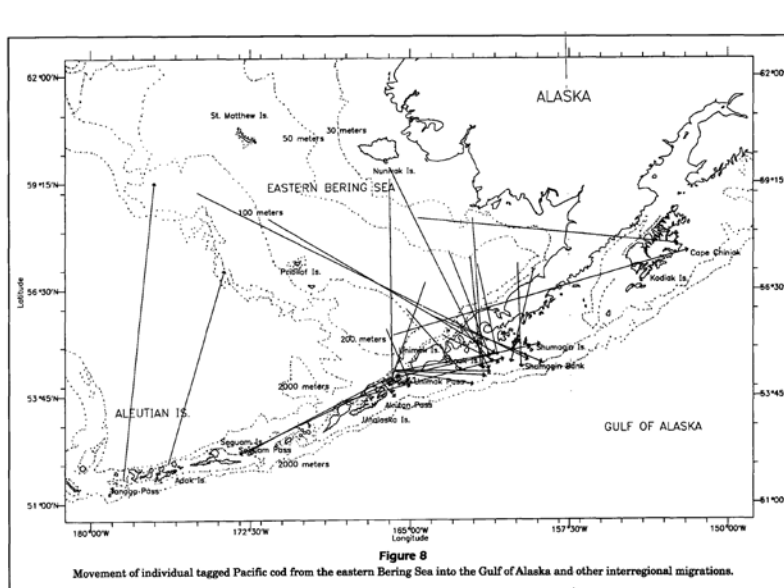 62°00'N
62°00'N
ALASKA
St. Matthew Is.
30 meters
50 meters
Nunivak Is.
59°15'N
59°15'N
EASTERN BERING SEA
100 meters
Cape Chiniak
Pribilof Is.
Kodiak Is.
56°30'N
56°30'N
Latitude
200 meters
Unimak Is.
Shumagin Is.
Shumagin Bank
Unimak Pass
2000 meters
53°45'N
53°45'N
Akutan Pass
ALEUTIAN IS.
Unalaska Is.
GULF OF ALASKA
Seguam Is.
Seguam Pass
2000 meters
Adak Is.
Tanaga Pass
51°00'N
51°00'N
180°00'W
172°30'W
165°00'W
157°30'W
150°00'W
Longitude
Figure 8
Movement of individual tagged Pacific cod from the eastern Bering Sea into the Gulf of Alaska and other interregional migrations.